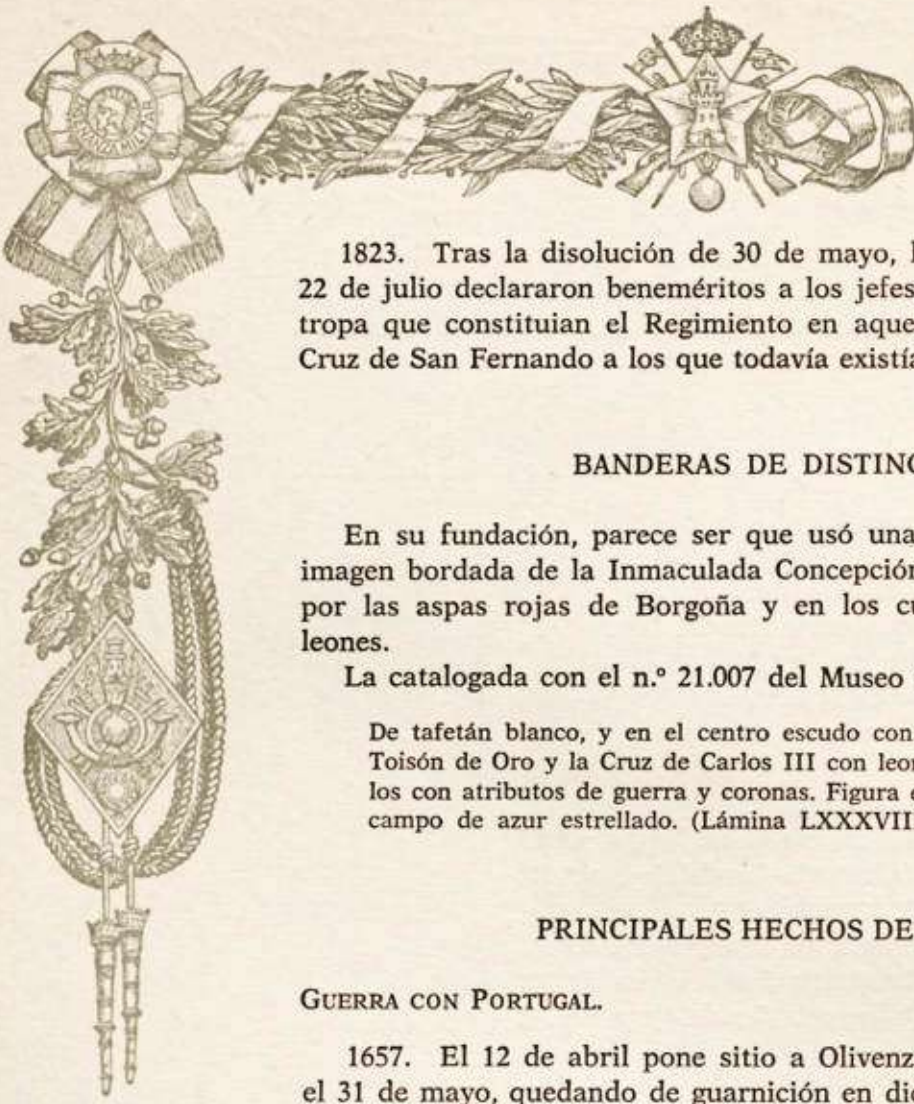 1823. Tras la disolución de 30 de mayo, l
22 de julio declararon beneméritos a los jefes
tropa que constituian el Regimiento en aque
Cruz de San Fernando a los que todavía existía
BANDERAS DE DISTINC
En su fundación, parece ser que usó una
imagen bordada de la Inmaculada Concepción
por las aspas rojas de Borgoña y en los cu
leones.
La catalogada con el n.º 21.007 del Museo
De tafetán blanco, y en el centro escudo con
Toisón de Oro y la Cruz de Carlos III con leon
los con atributos de guerra y coronas. Figura e
campo de azur estrellado. (Lámina LXXXVII
PRINCIPALES HECHOS DE
GUERRA CON PORTUGAL.
1657. El 12 de abril pone sitio a Olivenz
el 31 de mayo, quedando de guarnición en dic